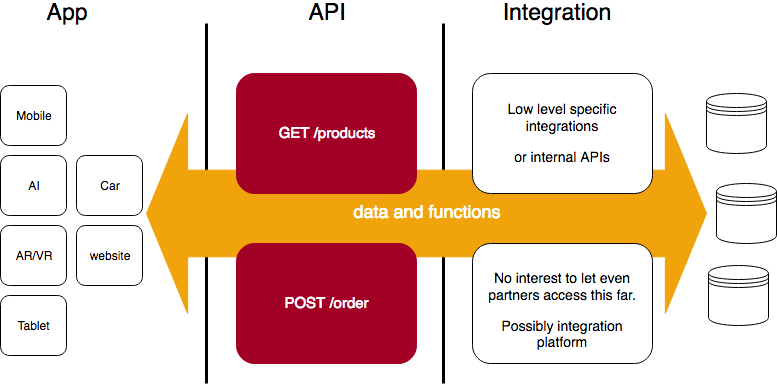 App
API
Integration
Mobile
AI
Car
AR/VR
website
Tablet
GET /products
POST /order
data and functions
Low level specific
integrations
or internal APIs
No interest to let even
partners access this far.
Possibly integration
platform